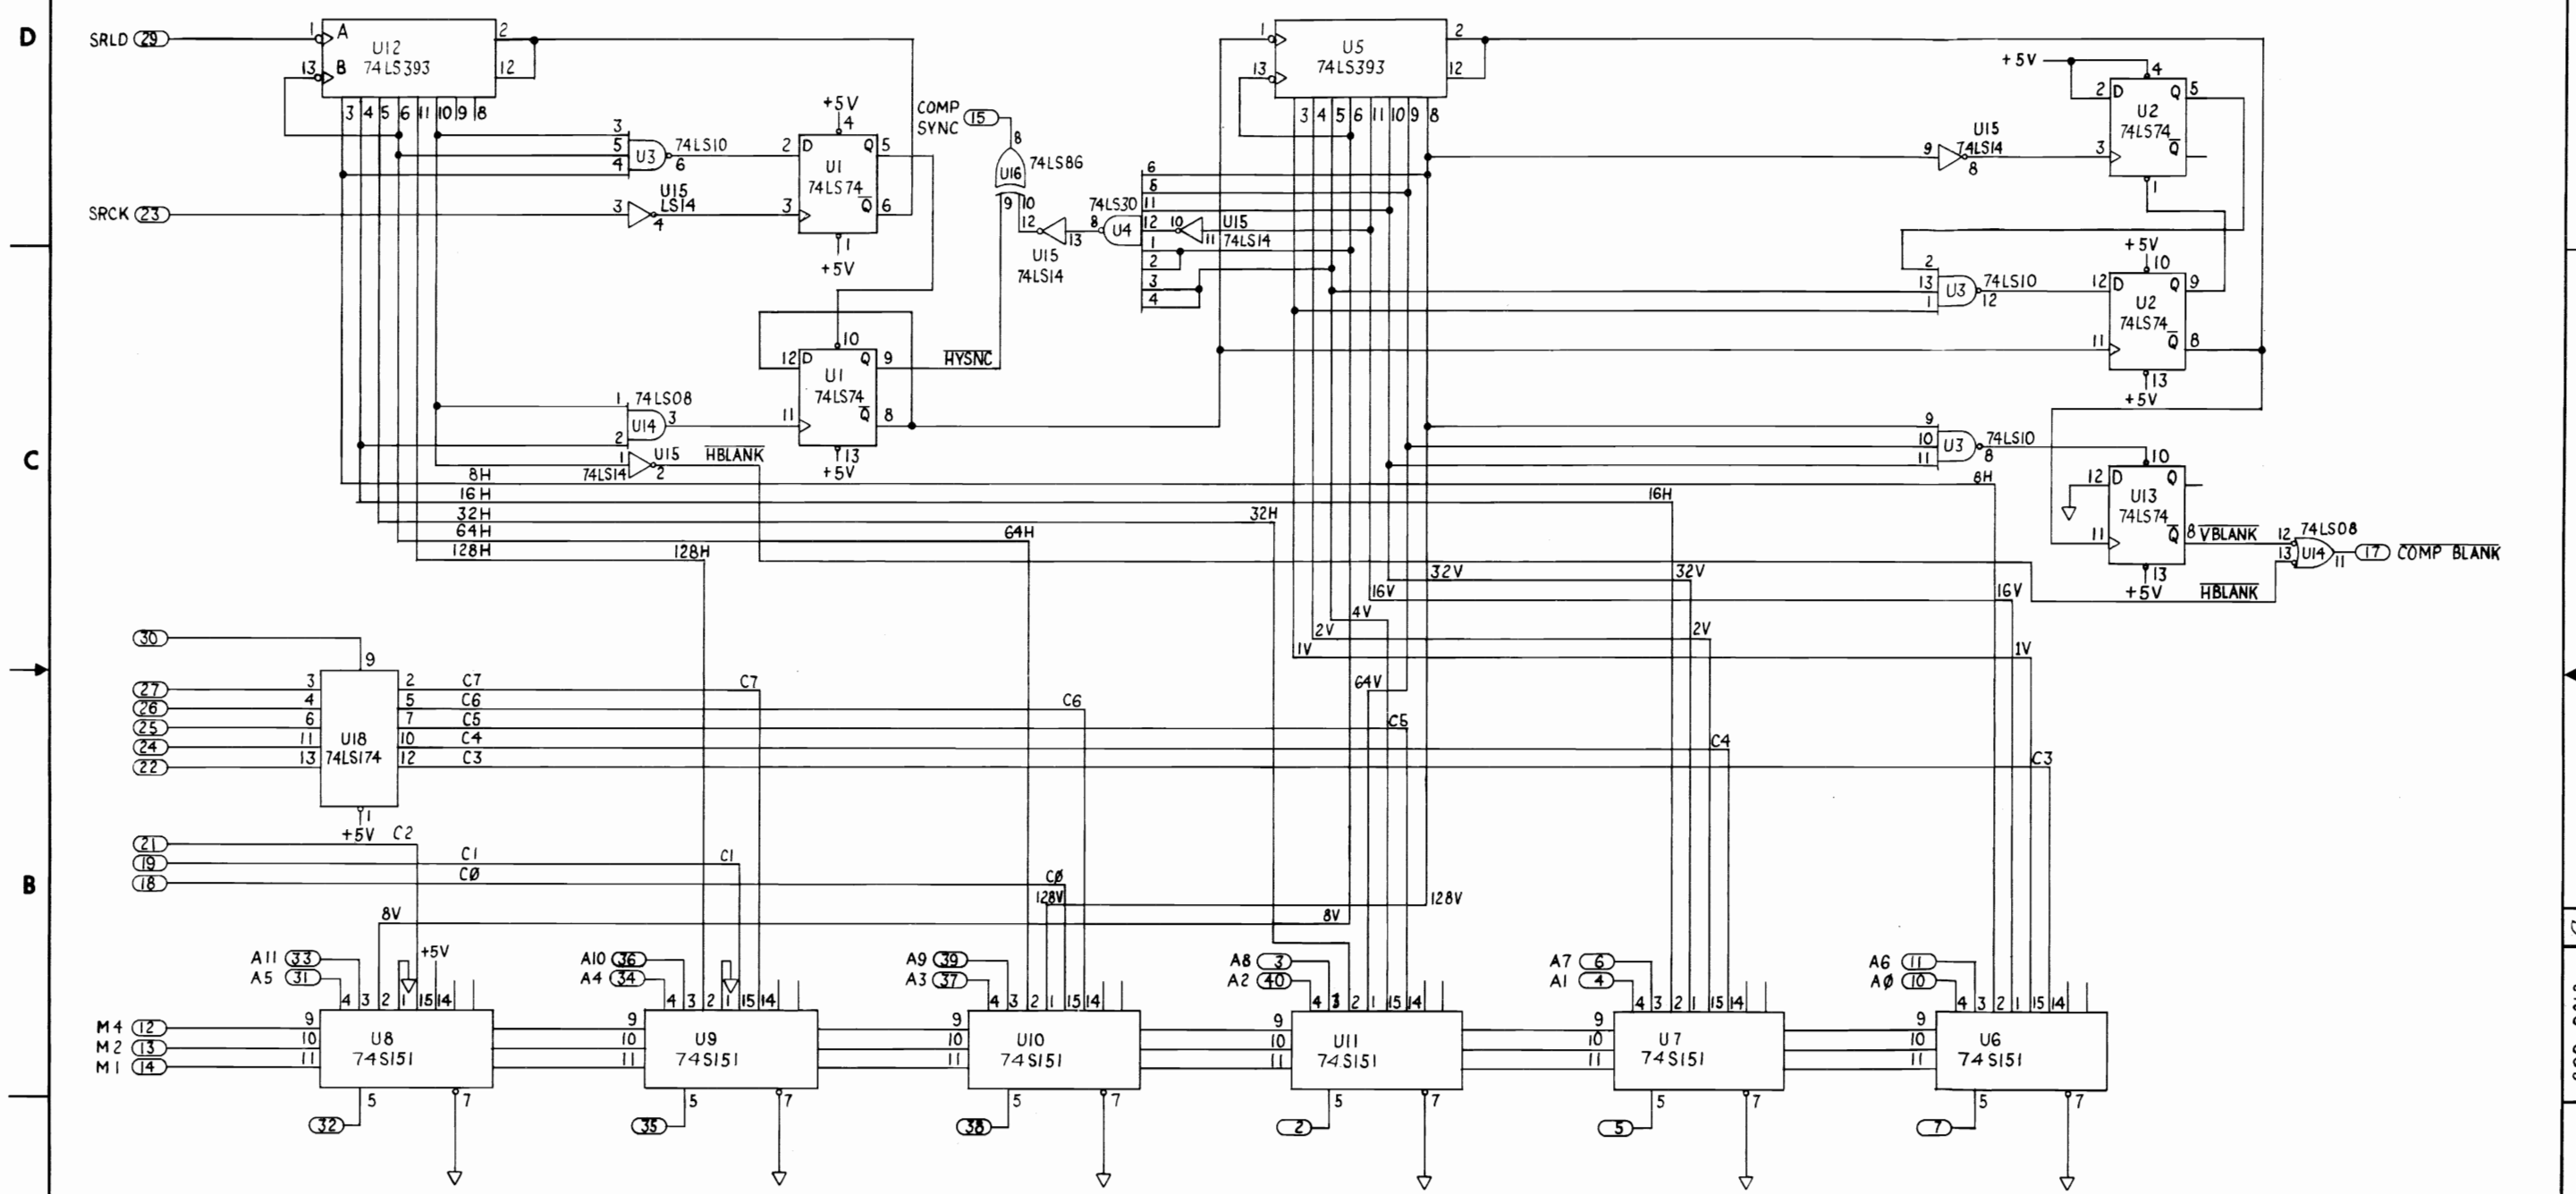 D
SRLD 29
1 A U12 2
13 B 74LS393 12
3 4 5 6 11 10 9 8
3 5 4 U3 74LS10 6
SRCK 23
3 U15 LS14 4
+5V
4
2 D Q 5
U1
74LS74
3 Q 6
1
+5V
COMP SYNC 15
8
U16 74LS86
9 10
12 U15 74LS14 13
74LS30
8 U4
6
5
11
12
1
2
3
4
10 U15 11 74LS14
1 U5 2
13 74LS393 12
3 4 5 6 11 10 9 8
+5V
4
2 D Q 5
U2
74LS74
3 Q
1
9 U15 74LS14 8
+5V
10
2 13 1 U3 74LS10 12
12 D Q 9
U2
74LS74
11 Q 8
13
+5V
10
12 D Q 9
U1
74LS74
11 Q 8
13
+5V
HYSNC
C
1 74LS08
U14 3
2
1 U15 HBLANK
74LS14 2
9 10 11 U3 74LS10 8
10
12 D Q
U13
74LS74
11 Q 8 VBLANK
13
+5V HBLANK
12 74LS08
13 U14 11 17 COMP BLANK
8H 8H
16H 16H
32H 32H
64H 64H
128H 128H
32V 32V
16V 16V
4V
2V 2V
1V 1V
64V
30
9
27 3 2 C7 C7
26 4 5 C6 C6
25 6 7 C5 C5
24 11 10 C4 C4
22 13 12 C3 C3
U18
74LS174
1
+5V
21 C2
19 C1 C1
18 CØ CØ
128V 128V
8V 8V
B
A11 33
A5 31
+5V
A10 36
A4 34
A9 39
A3 37
A8 3
A2 40
A7 6
A1 4
A6 11
AØ 10
4 3 2 1 15 14
4 3 2 1 15 14
4 3 2 1 15 14
4 3 2 1 15 14
4 3 2 1 15 14
4 3 2 1 15 14
M4 12 9
M2 13 10
M1 14 11
U8
74S151
9 10 11
U9
74S151
9 10 11
U10
74S151
9 10 11
U11
74S151
9 10 11
U7
74S151
9 10 11
U6
74S151
5 7
5 7
5 7
5 7
5 7
5 7
32
35
38
2
5
7